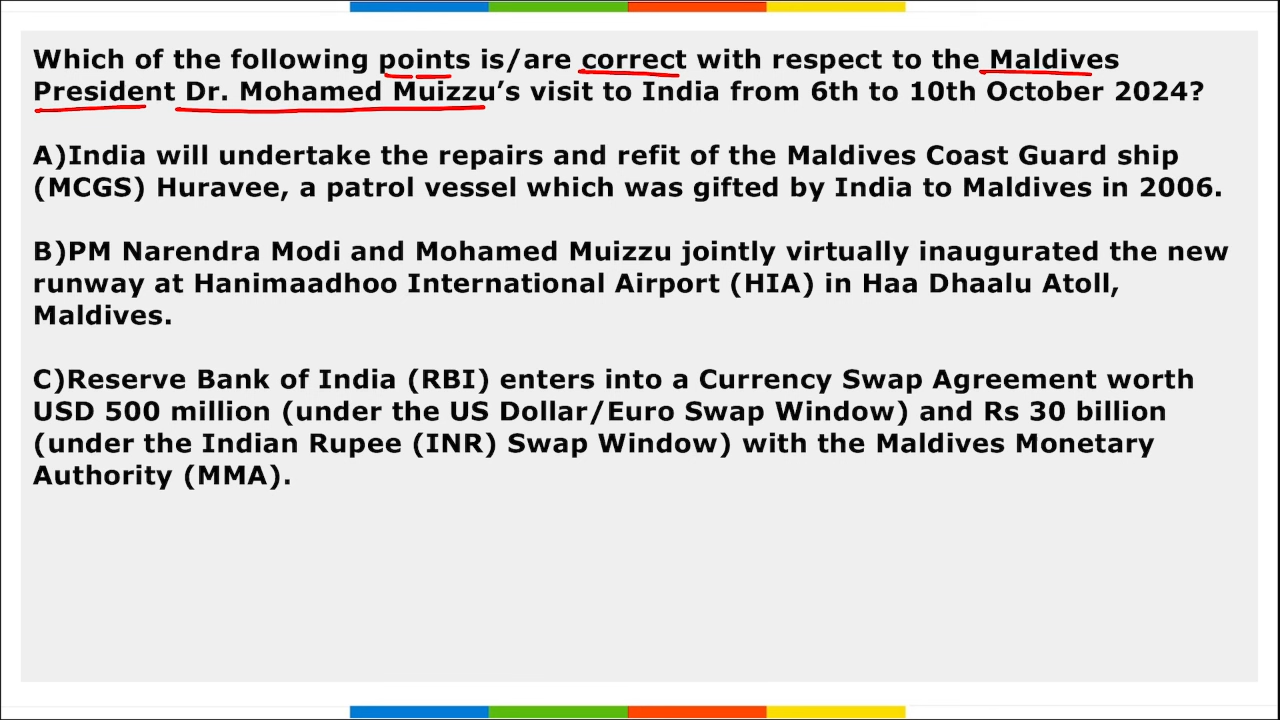 Which of the following points is/are correct with respect to the Maldives
President Dr. Mohamed Muizzu’s visit to India from 6th to 10th October 2024?
A)India will undertake the repairs and refit of the Maldives Coast Guard ship
(MCGS) Huravee, a patrol vessel which was gifted by India to Maldives in 2006.
B)PM Narendra Modi and Mohamed Muizzu jointly virtually inaugurated the new
runway at Hanimaadhoo International Airport (HIA) in Haa Dhaalu Atoll,
Maldives.
C)Reserve Bank of India (RBI) enters into a Currency Swap Agreement worth
USD 500 million (under the US Dollar/Euro Swap Window) and Rs 30 billion
(under the Indian Rupee (INR) Swap Window) with the Maldives Monetary
Authority (MMA).